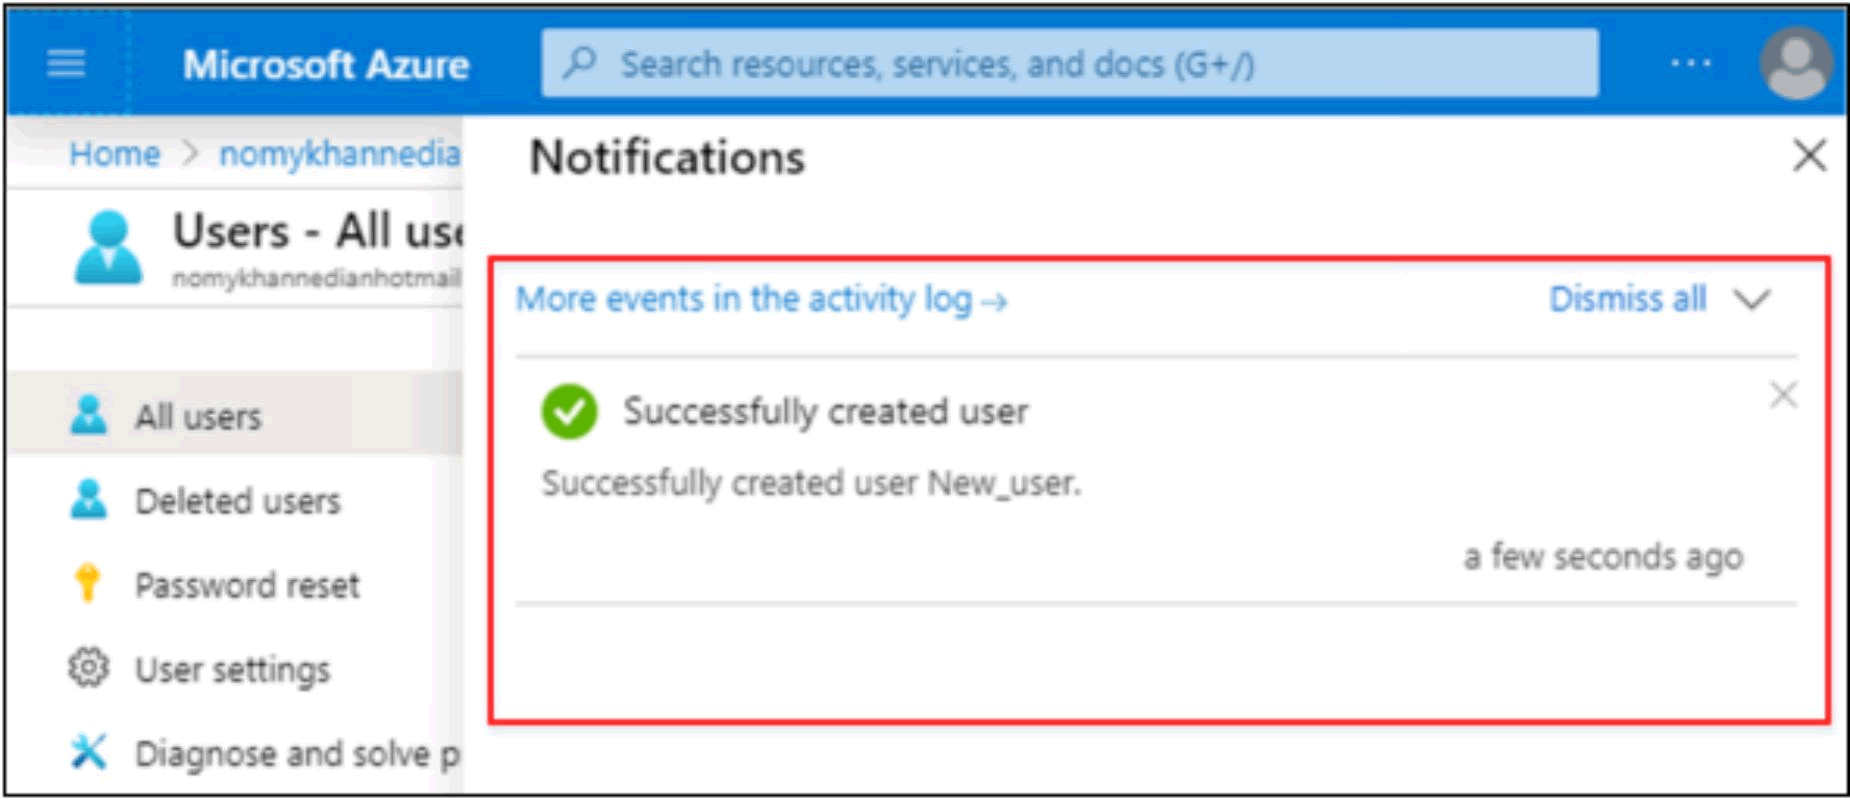 Microsoft Azure
Search resources, services, and docs (G+/)
Home > nomykhannedia
Users - All use
nomykhannedianhotmail
All users
Deleted users
Password reset
User settings
Diagnose and solve p
Notifications
More events in the activity log →
Dismiss all
Successfully created user
Successfully created user New_user.
a few seconds ago